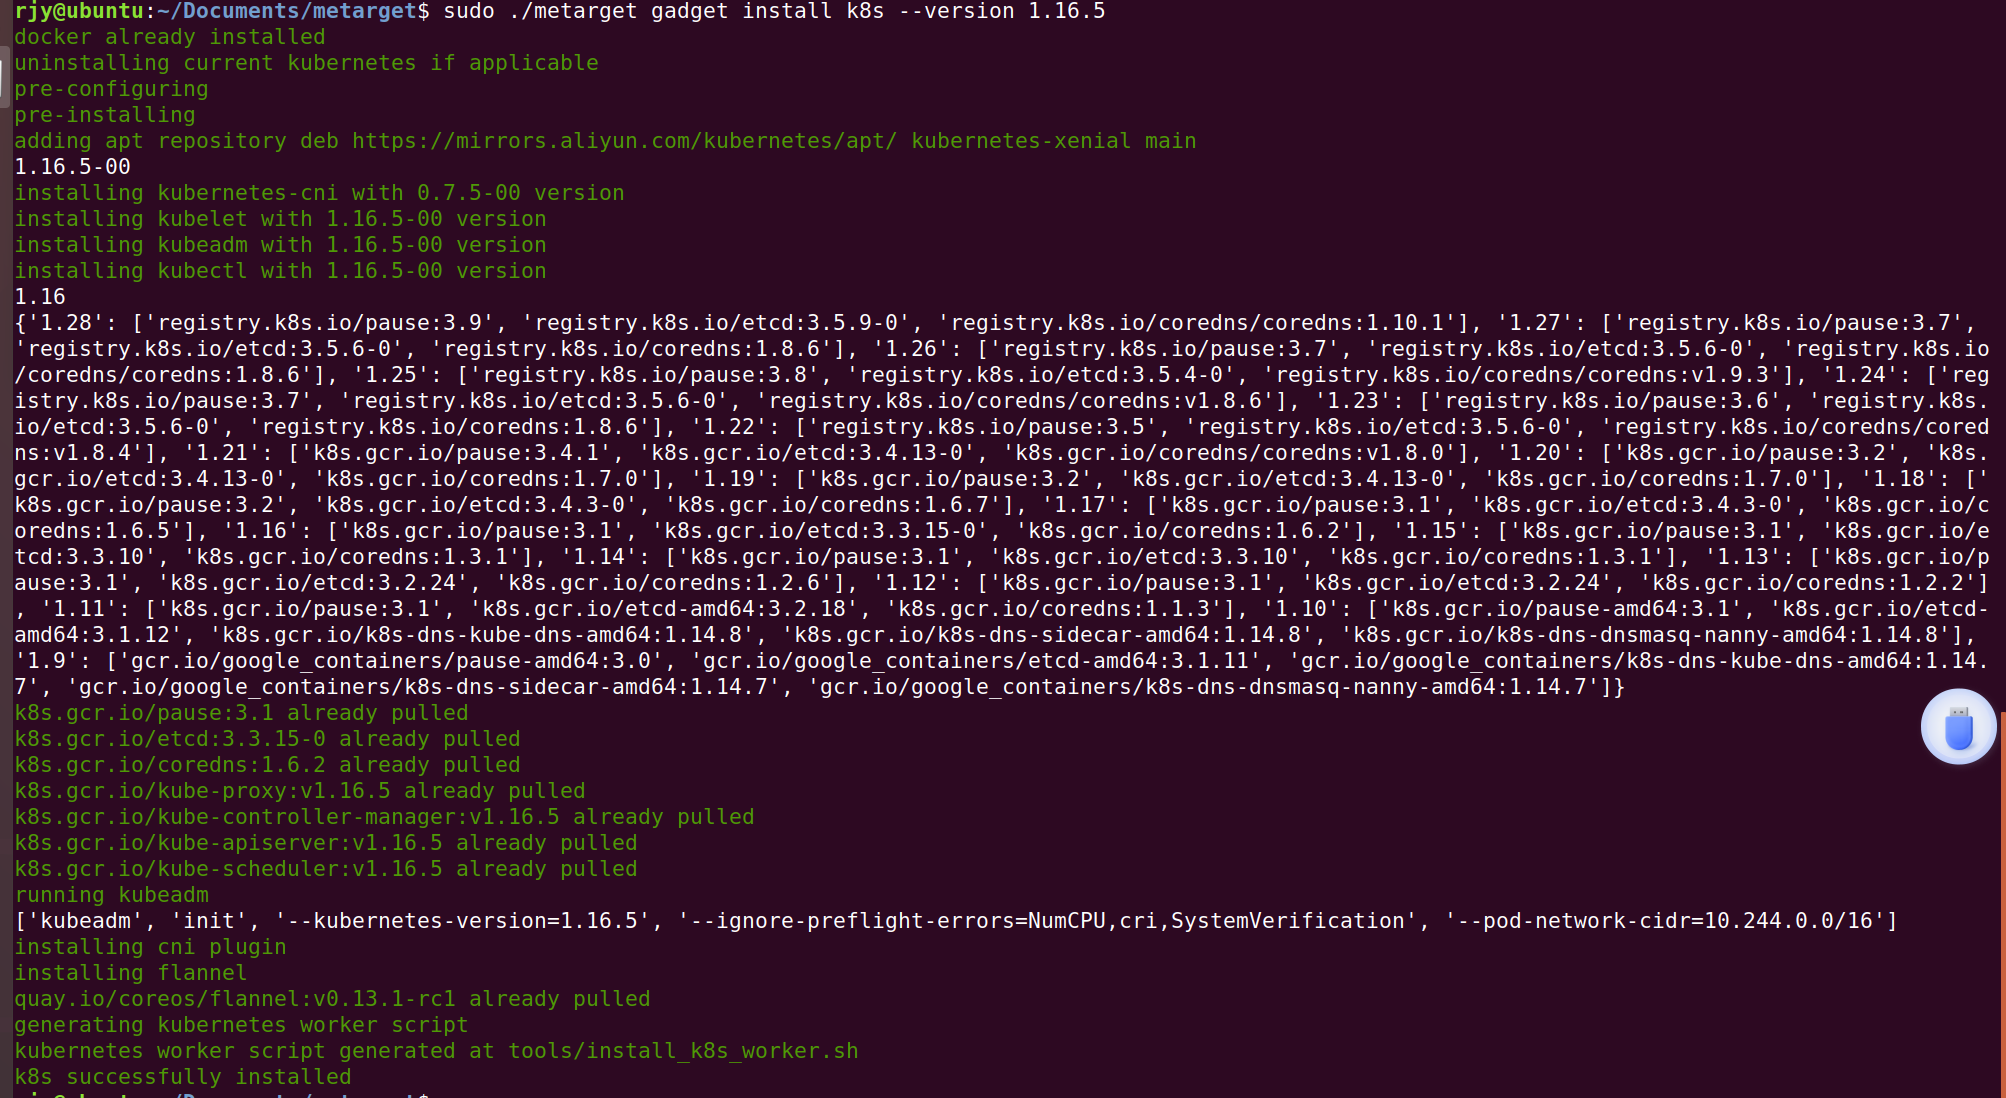 rjy@ubuntu:~/Documents/metarget$ sudo ./metarget gadget install k8s --version 1.16.5
docker already installed
uninstalling current kubernetes if applicable
pre-configuring
pre-installing
adding apt repository deb https://mirrors.aliyun.com/kubernetes/apt/ kubernetes-xenial main
1.16.5-00
installing kubernetes-cni with 0.7.5-00 version
installing kubelet with 1.16.5-00 version
installing kubeadm with 1.16.5-00 version
installing kubectl with 1.16.5-00 version
1.16
{'1.28': ['registry.k8s.io/pause:3.9', 'registry.k8s.io/etcd:3.5.9-0', 'registry.k8s.io/coredns/coredns:1.10.1'], '1.27': ['registry.k8s.io/pause:3.7',
'registry.k8s.io/etcd:3.5.6-0', 'registry.k8s.io/coredns:1.8.6'], '1.26': ['registry.k8s.io/pause:3.7', 'registry.k8s.io/etcd:3.5.6-0', 'registry.k8s.io
/coredns/coredns:1.8.6'], '1.25': ['registry.k8s.io/pause:3.8', 'registry.k8s.io/etcd:3.5.4-0', 'registry.k8s.io/coredns/coredns:v1.9.3'], '1.24': ['reg
istry.k8s.io/pause:3.7', 'registry.k8s.io/etcd:3.5.6-0', 'registry.k8s.io/coredns/coredns:v1.8.6'], '1.23': ['registry.k8s.io/pause:3.6', 'registry.k8s.
io/etcd:3.5.6-0', 'registry.k8s.io/coredns:1.8.6'], '1.22': ['registry.k8s.io/pause:3.5', 'registry.k8s.io/etcd:3.5.6-0', 'registry.k8s.io/coredns/cored
ns:v1.8.4'], '1.21': ['k8s.gcr.io/pause:3.4.1', 'k8s.gcr.io/etcd:3.4.13-0', 'k8s.gcr.io/coredns/coredns:v1.8.0'], '1.20': ['k8s.gcr.io/pause:3.2', 'k8s.
gcr.io/etcd:3.4.13-0', 'k8s.gcr.io/coredns:1.7.0'], '1.19': ['k8s.gcr.io/pause:3.2', 'k8s.gcr.io/etcd:3.4.13-0', 'k8s.gcr.io/coredns:1.7.0'], '1.18': ['
k8s.gcr.io/pause:3.2', 'k8s.gcr.io/etcd:3.4.3-0', 'k8s.gcr.io/coredns:1.6.7'], '1.17': ['k8s.gcr.io/pause:3.1', 'k8s.gcr.io/etcd:3.4.3-0', 'k8s.gcr.io/c
oredns:1.6.5'], '1.16': ['k8s.gcr.io/pause:3.1', 'k8s.gcr.io/etcd:3.3.15-0', 'k8s.gcr.io/coredns:1.6.2'], '1.15': ['k8s.gcr.io/pause:3.1', 'k8s.gcr.io/e
tcd:3.3.10', 'k8s.gcr.io/coredns:1.3.1'], '1.14': ['k8s.gcr.io/pause:3.1', 'k8s.gcr.io/etcd:3.3.10', 'k8s.gcr.io/coredns:1.3.1'], '1.13': ['k8s.gcr.io/p
ause:3.1', 'k8s.gcr.io/etcd:3.2.24', 'k8s.gcr.io/coredns:1.2.6'], '1.12': ['k8s.gcr.io/pause:3.1', 'k8s.gcr.io/etcd:3.2.24', 'k8s.gcr.io/coredns:1.2.2']
, '1.11': ['k8s.gcr.io/pause:3.1', 'k8s.gcr.io/etcd-amd64:3.2.18', 'k8s.gcr.io/coredns:1.1.3'], '1.10': ['k8s.gcr.io/pause-amd64:3.1', 'k8s.gcr.io/etcd-
amd64:3.1.12', 'k8s.gcr.io/k8s-dns-kube-dns-amd64:1.14.8', 'k8s.gcr.io/k8s-dns-sidecar-amd64:1.14.8', 'k8s.gcr.io/k8s-dns-dnsmasq-nanny-amd64:1.14.8'],
'1.9': ['gcr.io/google_containers/pause-amd64:3.0', 'gcr.io/google_containers/etcd-amd64:3.1.11', 'gcr.io/google_containers/k8s-dns-kube-dns-amd64:1.14.
7', 'gcr.io/google_containers/k8s-dns-sidecar-amd64:1.14.7', 'gcr.io/google_containers/k8s-dns-dnsmasq-nanny-amd64:1.14.7']}
k8s.gcr.io/pause:3.1 already pulled
k8s.gcr.io/etcd:3.3.15-0 already pulled
k8s.gcr.io/coredns:1.6.2 already pulled
k8s.gcr.io/kube-proxy:v1.16.5 already pulled
k8s.gcr.io/kube-controller-manager:v1.16.5 already pulled
k8s.gcr.io/kube-apiserver:v1.16.5 already pulled
k8s.gcr.io/kube-scheduler:v1.16.5 already pulled
running kubeadm
['kubeadm', 'init', '--kubernetes-version=1.16.5', '--ignore-preflight-errors=NumCPU,cri,SystemVerification', '--pod-network-cidr=10.244.0.0/16']
installing cni plugin
installing flannel
quay.io/coreos/flannel:v0.13.1-rc1 already pulled
generating kubernetes worker script
kubernetes worker script generated at tools/install_k8s_worker.sh
k8s successfully installed